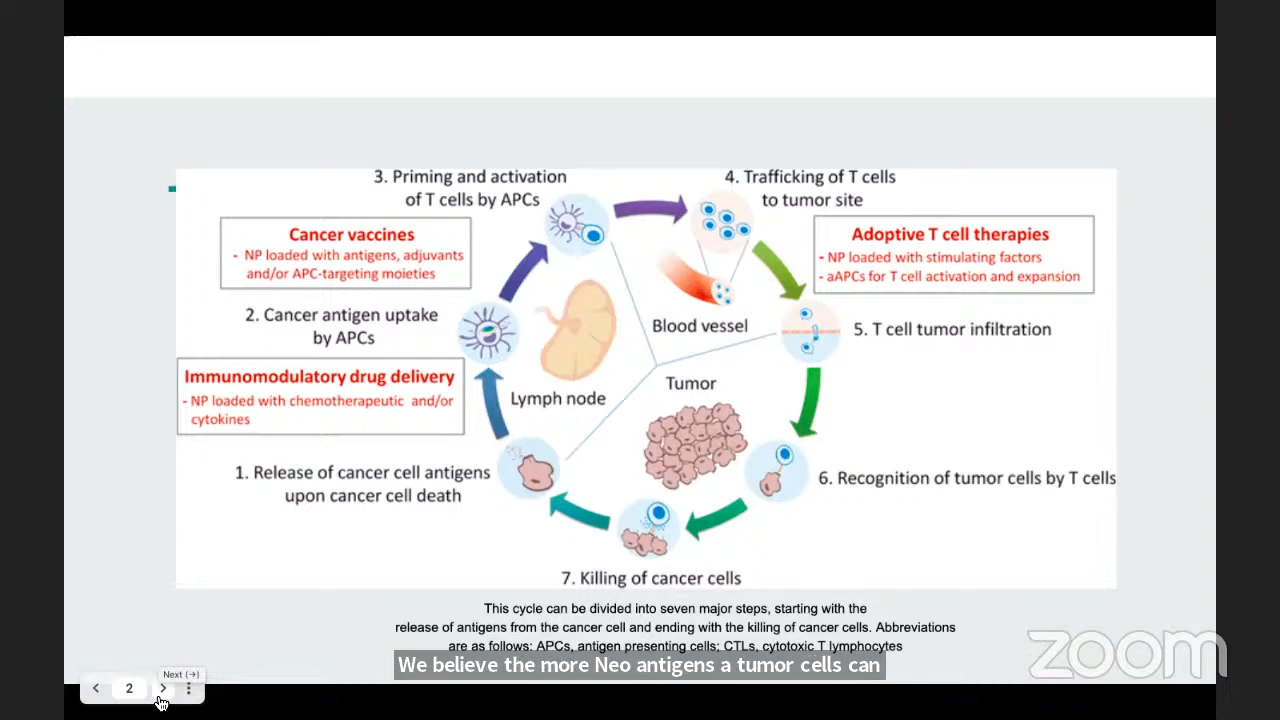 3. Priming and activation
of T cells by APCs
4. Trafficking of T cells
to tumor site
Cancer vaccines
- NP loaded with antigens, adjuvants
and/or APC-targeting moieties
Adoptive T cell therapies
- NP loaded with stimulating factors
- aAPCs for T cell activation and expansion
2. Cancer antigen uptake
by APCs
Blood vessel
5. T cell tumor infiltration
Immunomodulatory drug delivery
- NP loaded with chemotherapeutic and/or
cytokines
Lymph node
Tumor
1. Release of cancer cell antigens
upon cancer cell death
6. Recognition of tumor cells by T cells
7. Killing of cancer cells
This cycle can be divided into seven major steps, starting with the
release of antigens from the cancer cell and ending with the killing of cancer cells. Abbreviations
are as follows: APCs, antigen presenting cells; CTLs, cytotoxic T lymphocytes
We believe the more Neo antigens a tumor cells can
zoom
Next (→)
2